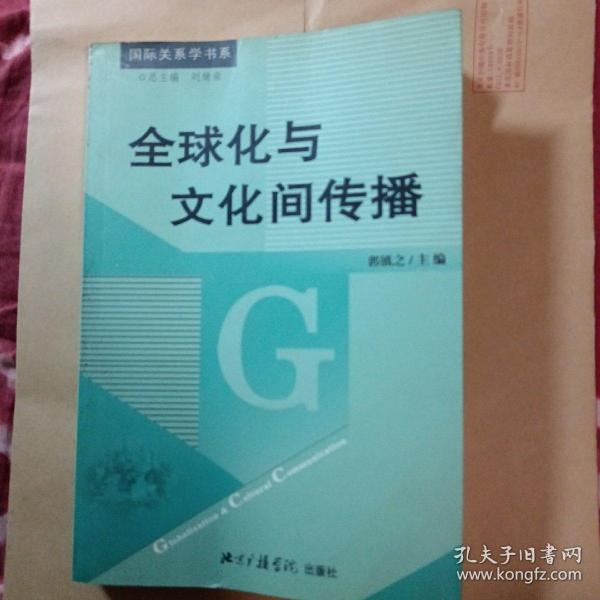 国际关系学书系
□总主编 刘继南
全球化与
文化间传播
郭镇之/主编
G
Globalization & Cultural Communication
北京广播学院出版社
孔夫子旧书网
www.kongfz.com